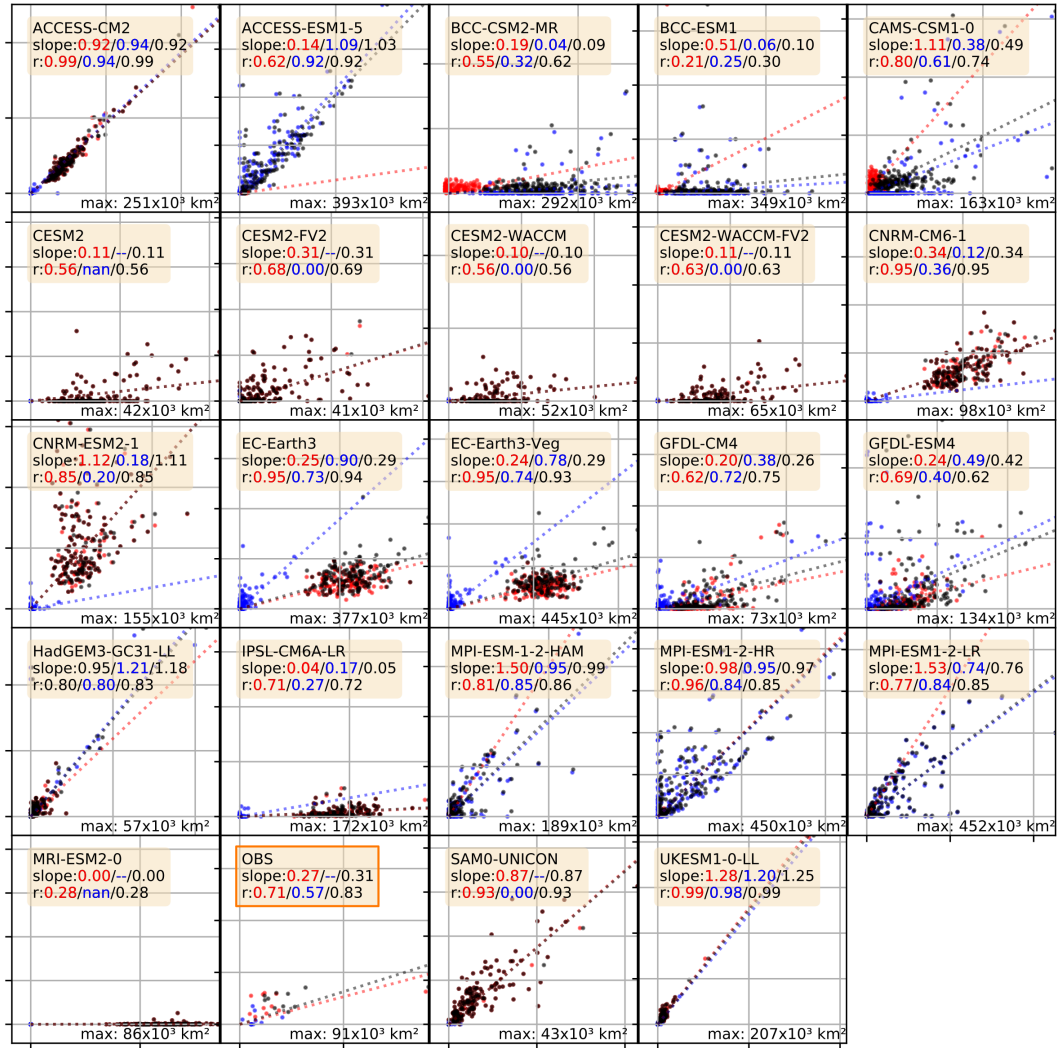 ACCESS-CM2
slope:0.92/0.94/0.92
r:0.99/0.94/0.99
max: 251x10³ km²
ACCESS-ESM1-5
slope:0.14/1.09/1.03
r:0.62/0.92/0.92
max: 393x10³ km²
BCC-CSM2-MR
slope:0.19/0.04/0.09
r:0.55/0.32/0.62
max: 292x10³ km²
BCC-ESM1
slope:0.51/0.06/0.10
r:0.21/0.25/0.30
max: 349x10³ km²
CAMS-CSM1-0
slope:1.11/0.38/0.49
r:0.80/0.61/0.74
max: 163x10³ km²
CESM2
slope:0.11/--/0.11
r:0.56/nan/0.56
max: 42x10³ km²
CESM2-FV2
slope:0.31/--/0.31
r:0.68/0.00/0.69
max: 41x10³ km²
CESM2-WACCM
slope:0.10/--/0.10
r:0.56/0.00/0.56
max: 52x10³ km²
CESM2-WACCM-FV2
slope:0.11/--/0.11
r:0.63/0.00/0.63
max: 65x10³ km²
CNRM-CM6-1
slope:0.34/0.12/0.34
r:0.95/0.36/0.95
max: 98x10³ km²
CNRM-ESM2-1
slope:1.12/0.18/1.11
r:0.85/0.20/0.85
max: 155x10³ km²
EC-Earth3
slope:0.25/0.90/0.29
r:0.95/0.73/0.94
max: 377x10³ km²
EC-Earth3-Veg
slope:0.24/0.78/0.29
r:0.95/0.74/0.93
max: 445x10³ km²
GFDL-CM4
slope:0.20/0.38/0.26
r:0.62/0.72/0.75
max: 73x10³ km²
GFDL-ESM4
slope:0.24/0.49/0.42
r:0.69/0.40/0.62
max: 134x10³ km²
HadGEM3-GC31-LL
slope:0.95/1.21/1.18
r:0.80/0.80/0.83
max: 57x10³ km²
IPSL-CM6A-LR
slope:0.04/0.17/0.05
r:0.71/0.27/0.72
max: 172x10³ km²
MPI-ESM-1-2-HAM
slope:1.50/0.95/0.99
r:0.81/0.85/0.86
max: 189x10³ km²
MPI-ESM1-2-HR
slope:0.98/0.95/0.97
r:0.96/0.84/0.85
max: 450x10³ km²
MPI-ESM1-2-LR
slope:1.53/0.74/0.76
r:0.77/0.84/0.85
max: 452x10³ km²
MRI-ESM2-0
slope:0.00/--/0.00
r:0.28/nan/0.28
max: 86x10³ km²
OBS
slope:0.27/--/0.31
r:0.71/0.57/0.83
max: 91x10³ km²
SAM0-UNICON
slope:0.87/--/0.87
r:0.93/0.00/0.93
max: 43x10³ km²
UKESM1-0-LL
slope:1.28/1.20/1.25
r:0.99/0.98/0.99
max: 207x10³ km²